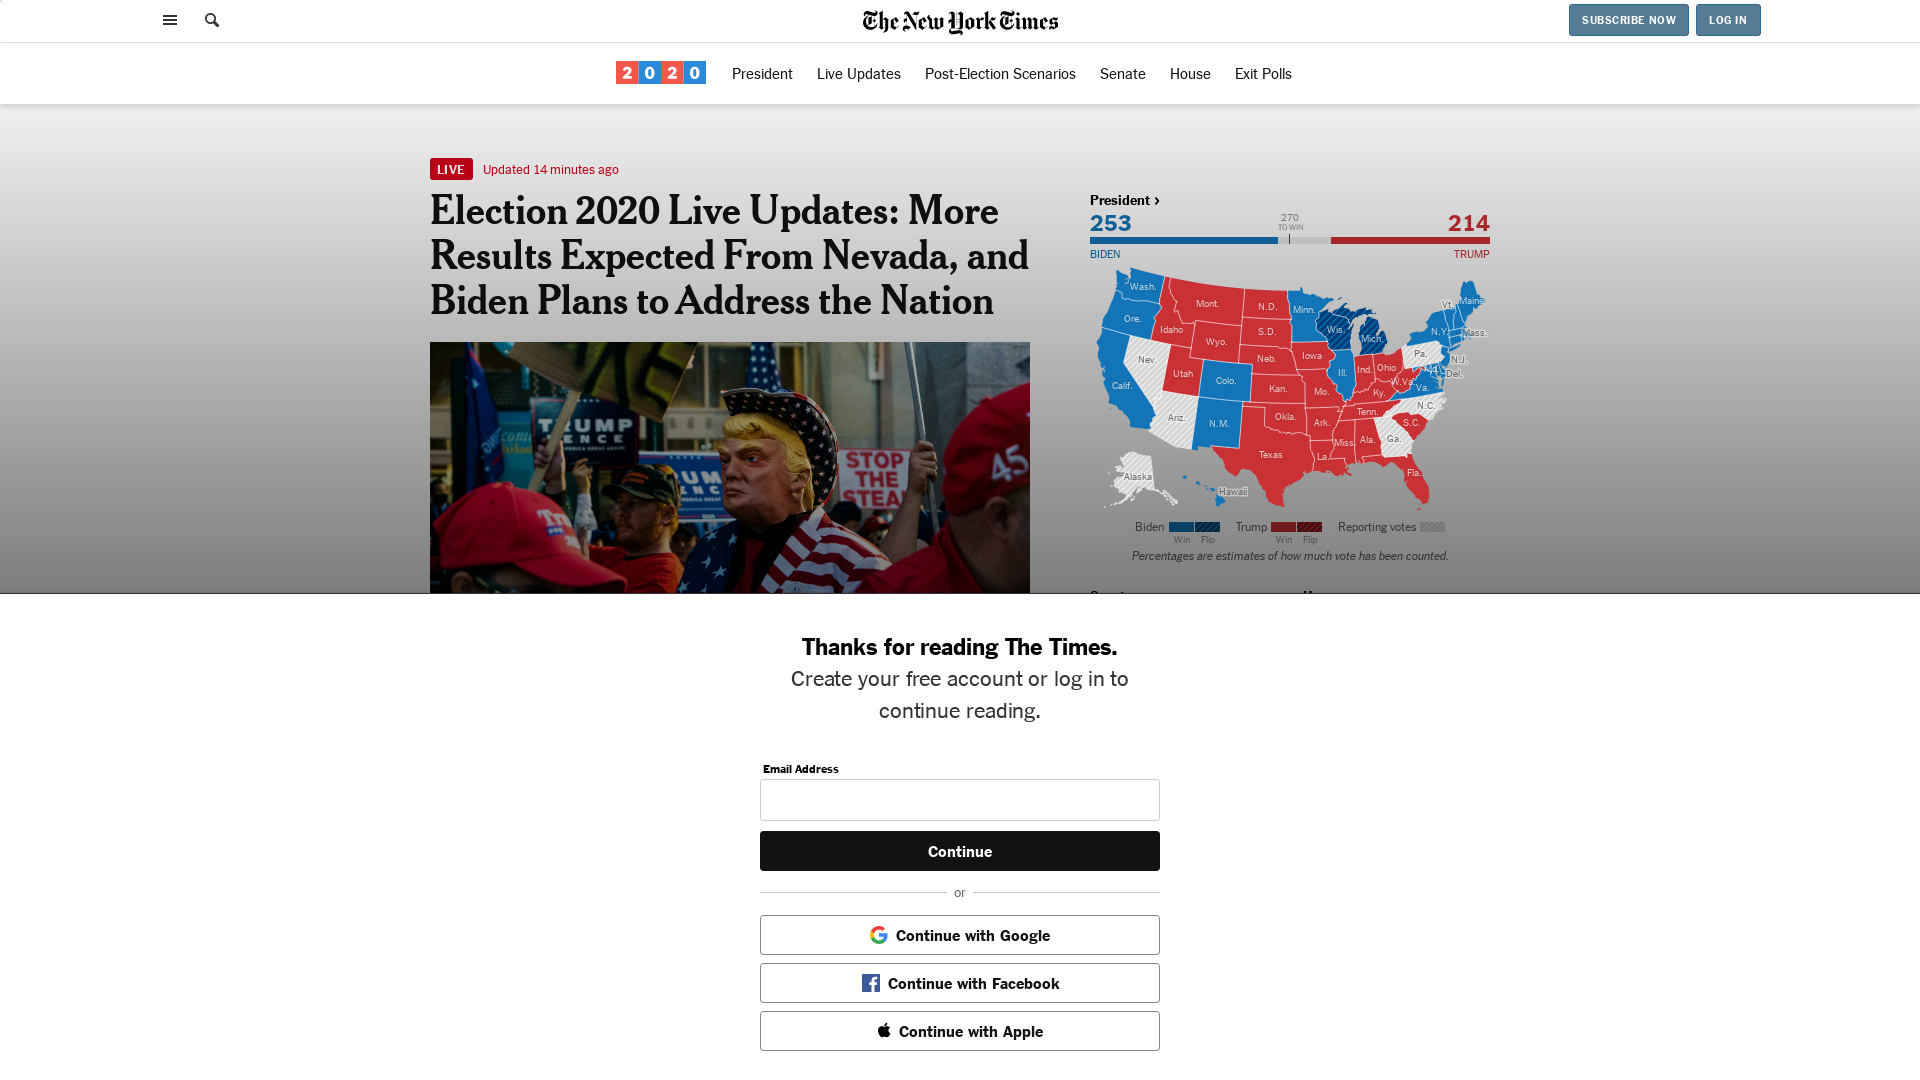 The New York Times
SUBSCRIBE NOW
LOG IN
2020
President
Live Updates
Post-Election Scenarios
Senate
House
Exit Polls
LIVE
Updated 14 minutes ago
Election 2020 Live Updates: More
Results Expected From Nevada, and
Biden Plans to Address the Nation
TRUMP
STOP
THE
STEAL
45
President ›
253
270
TO WIN
214
BIDEN
TRUMP
Wash.
Ore.
Calif.
Nev.
Idaho
Mont.
Wyo.
Utah
Colo.
Ariz.
N.M.
N.D.
S.D.
Neb.
Kan.
Okla.
Texas
Minn.
Iowa
Mo.
Ark.
La.
Wis.
Ill.
Mich.
Ind.
Ohio
Ky.
Tenn.
Miss.
Ala.
Ga.
Fla.
S.C.
N.C.
Va.
W.Va.
Md.
Del.
N.J.
Pa.
N.Y.
Vt.
Maine
Mass.
Alaska
Hawaii
Biden
Win
Flip
Trump
Win
Flip
Reporting votes
Percentages are estimates of how much vote has been counted.
Thanks for reading The Times.
Create your free account or log in to
continue reading.
Email Address
Continue
or
Continue with Google
Continue with Facebook
Continue with Apple